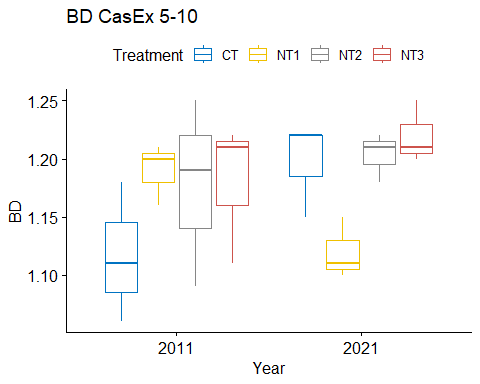 BD CasEx 5-10
Treatment CT NT1 NT2 NT3
1.25
1.20
1.15
1.10
BD
2011 2021
Year